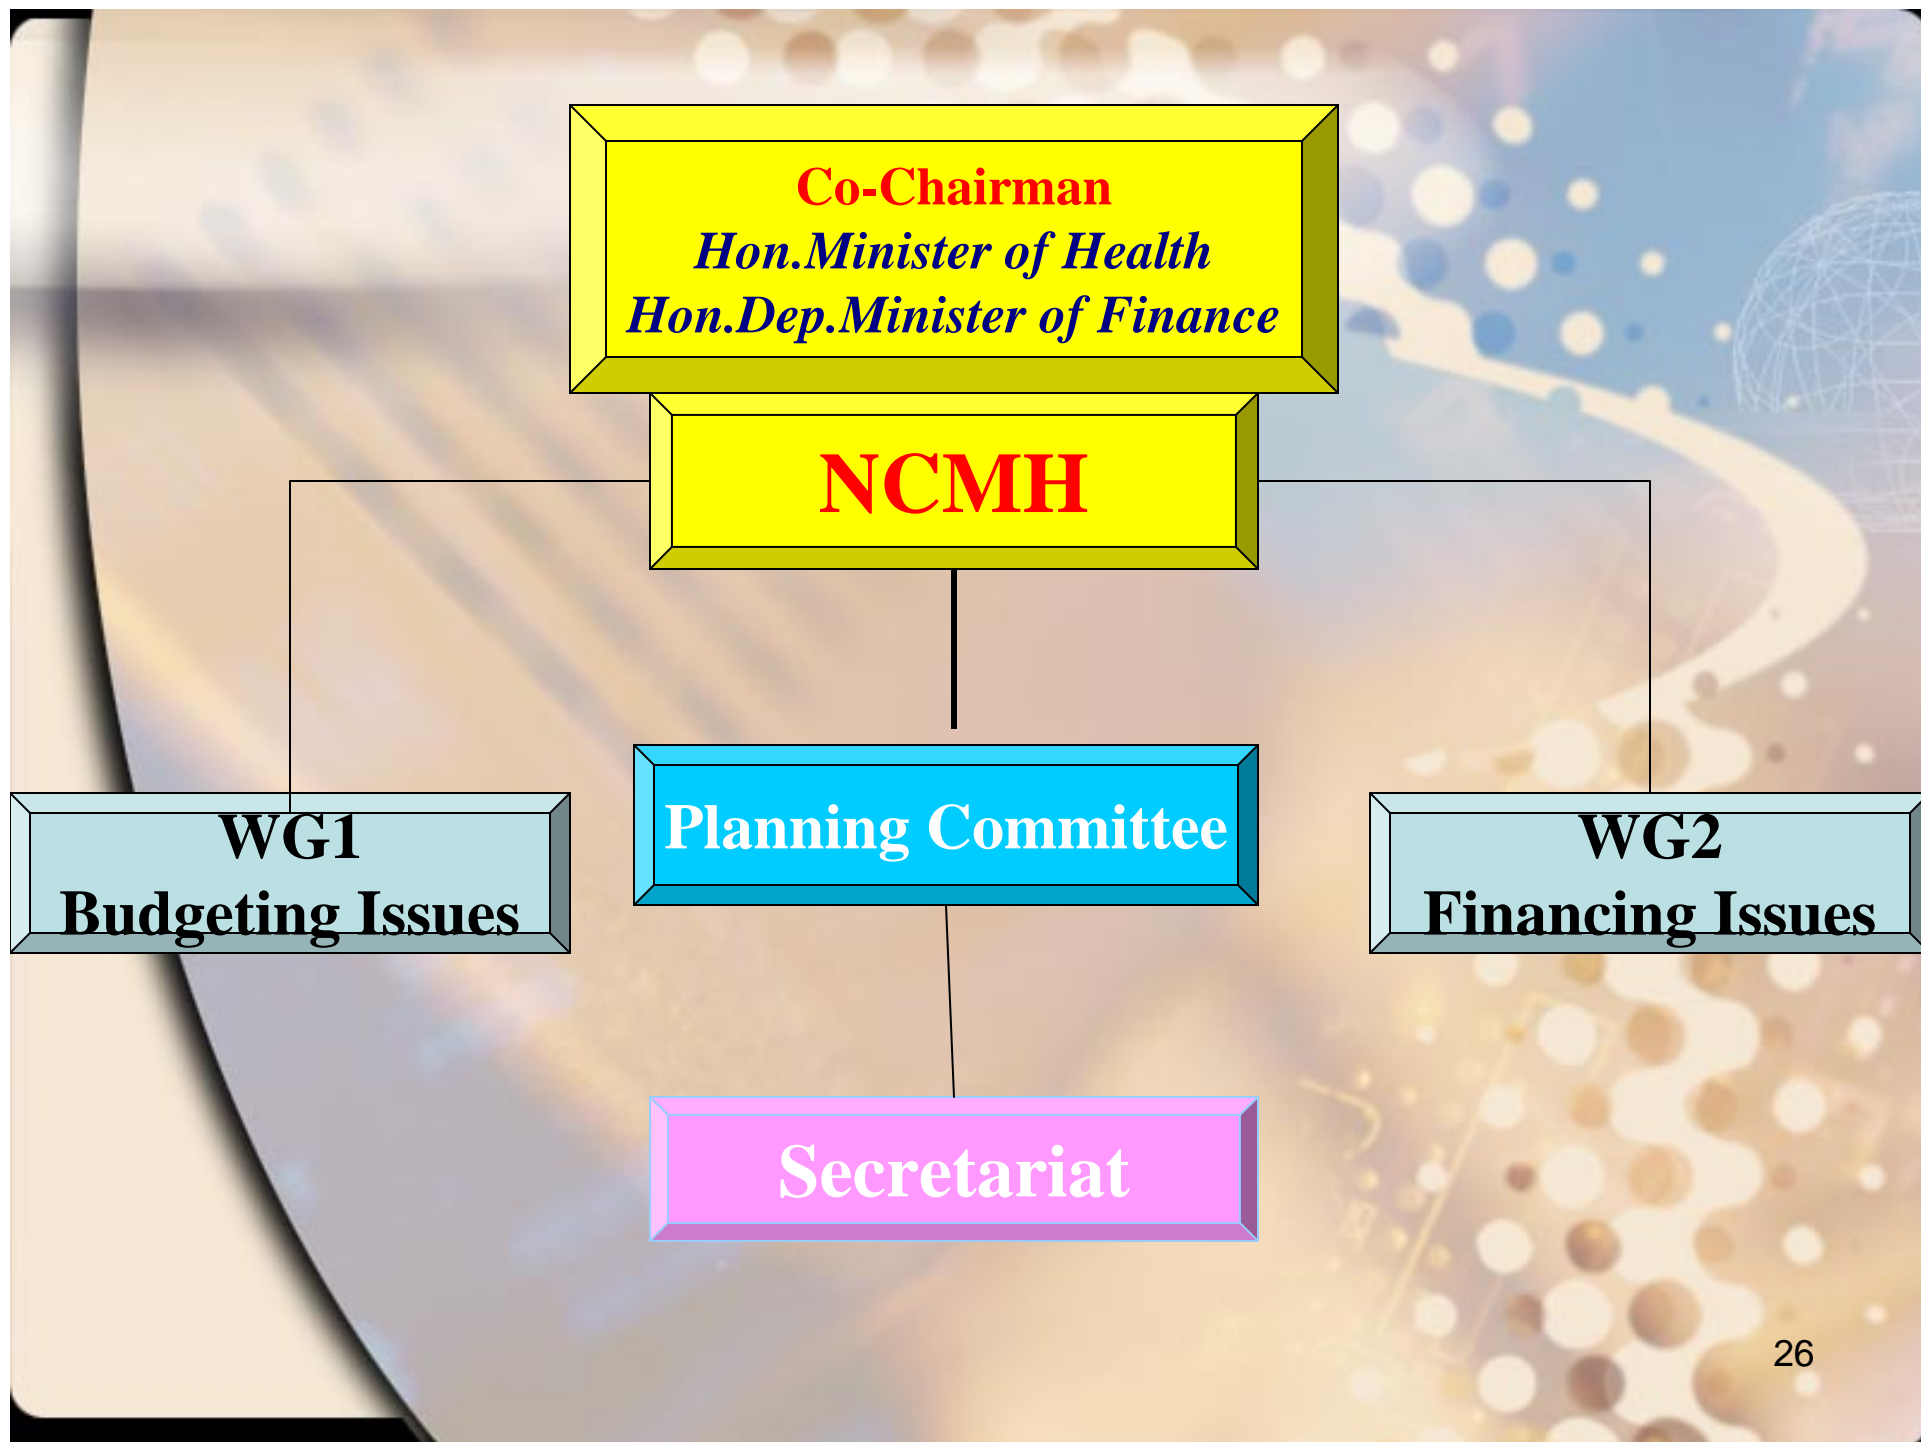 Co-Chairman
Hon.Minister of Health
Hon.Dep.Minister of Finance
NCMH
WG1
Budgeting Issues
Planning Committee
WG2
Financing Issues
Secretariat
26